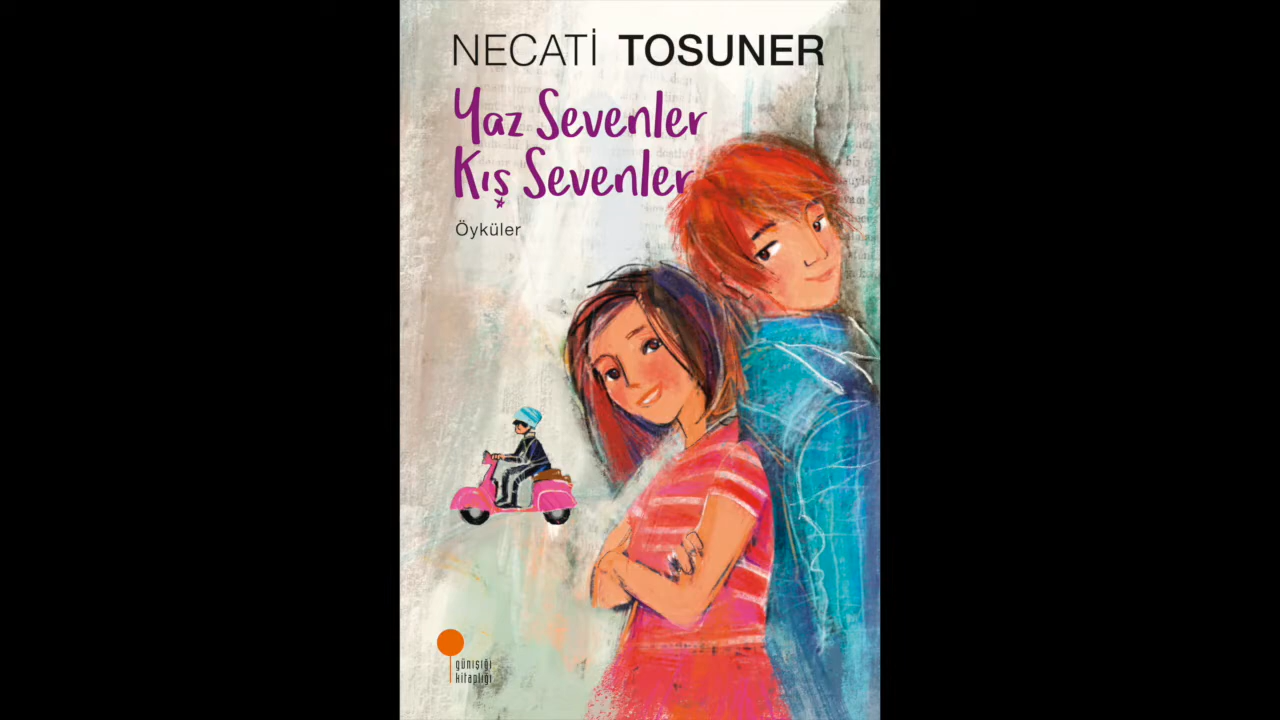 NECATİ TOSUNER
Yaz Sevenler
Kış Sevenler
Öyküler
günışığı
kitaplığı